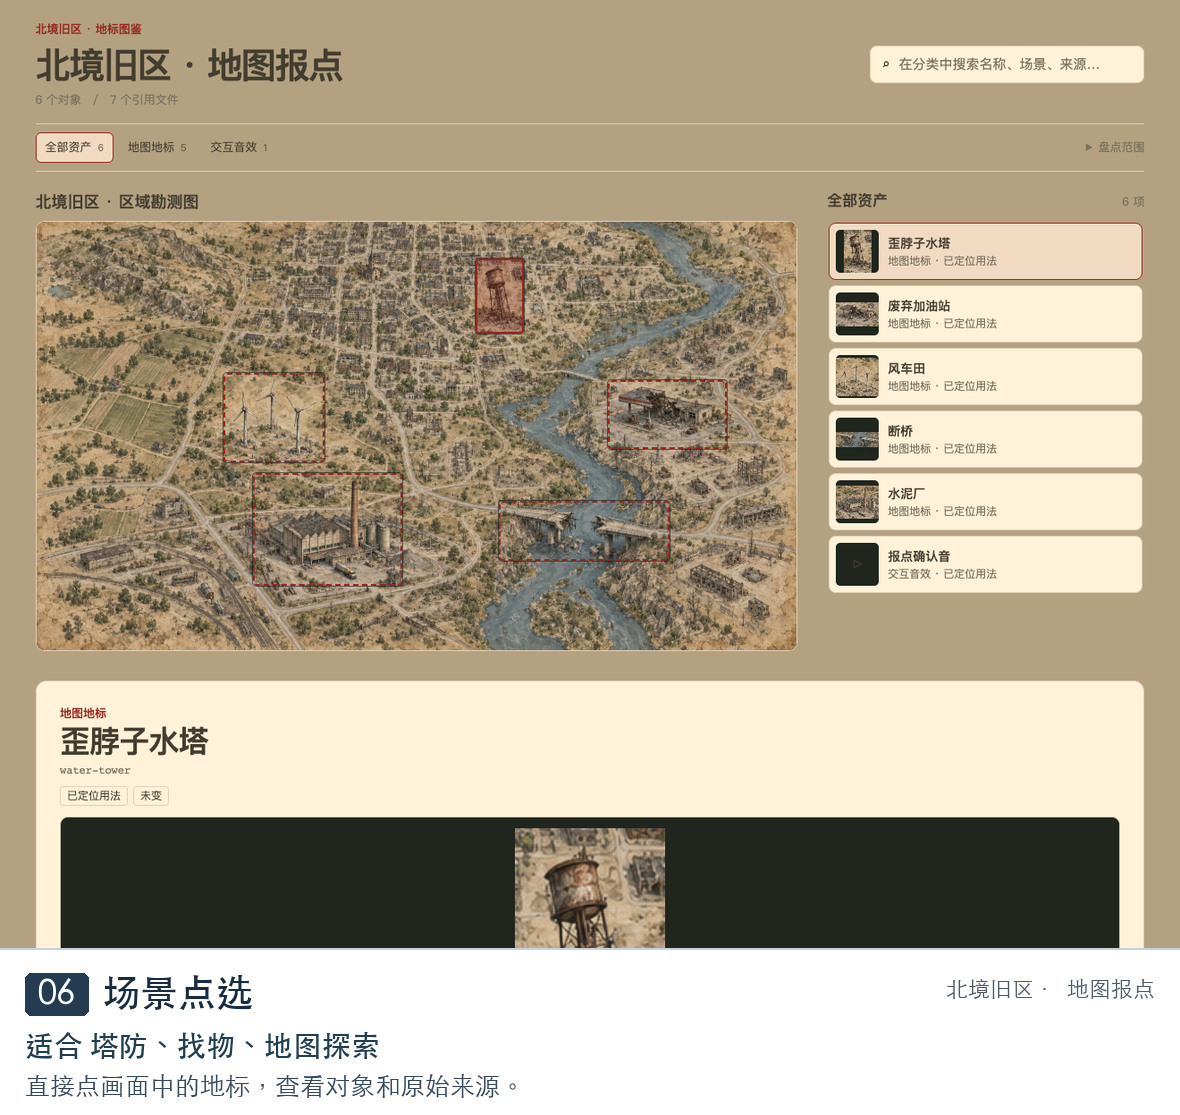 北境旧区 · 地标图鉴
北境旧区 · 地图报点
6 个对象 / 7 个引用文件
在分类中搜索名称、场景、来源…
全部资产 6
地图地标 5
交互音效 1
▶ 盘点范围
北境旧区 · 区域勘测图
全部资产
6 项
歪脖子水塔
地图地标 · 已定位用法
废弃加油站
地图地标 · 已定位用法
风车田
地图地标 · 已定位用法
断桥
地图地标 · 已定位用法
水泥厂
地图地标 · 已定位用法
报点确认音
交互音效 · 已定位用法
地图地标
歪脖子水塔
water-tower
已定位用法
未变
06 场景点选
北境旧区 · 地图报点
适合 塔防、找物、地图探索
直接点画面中的地标，查看对象和原始来源。